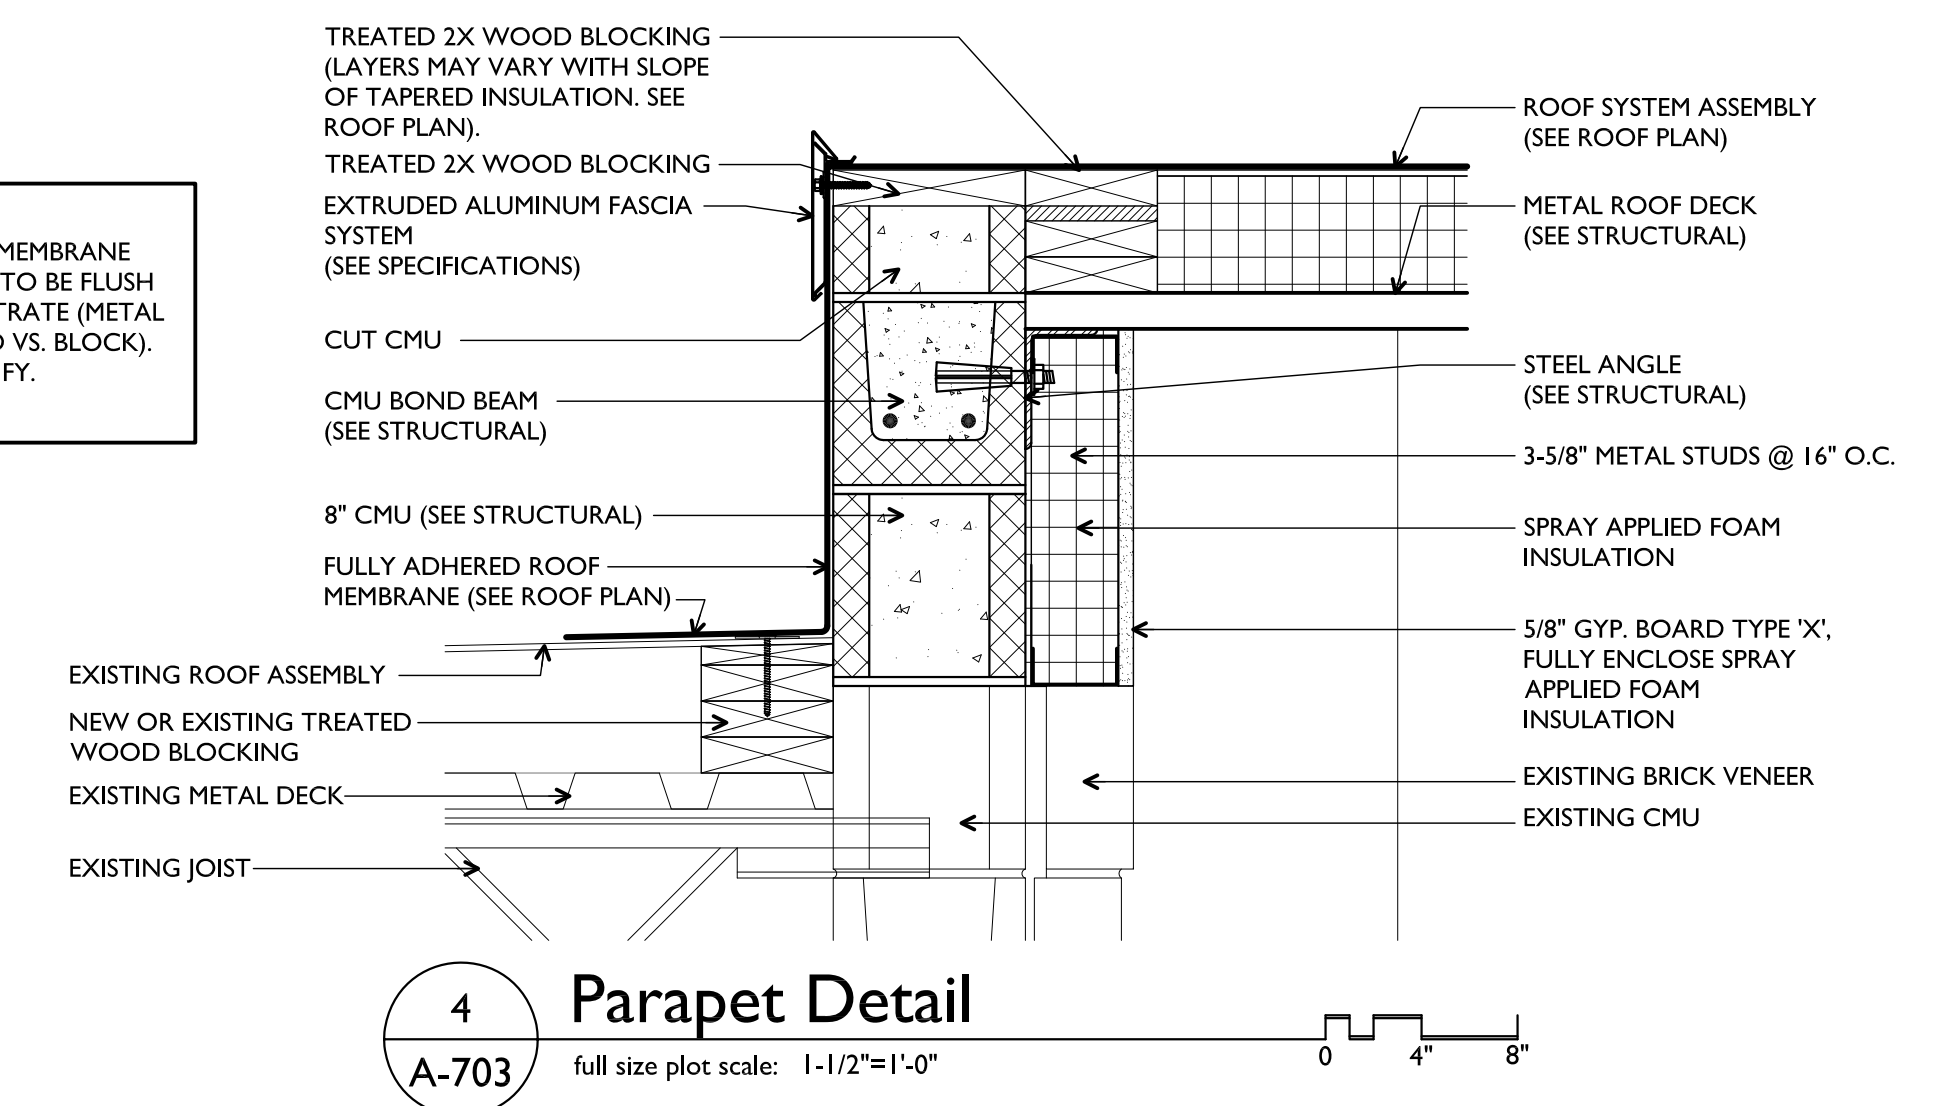 TREATED 2X WOOD BLOCKING
(LAYERS MAY VARY WITH SLOPE
OF TAPERED INSULATION. SEE
ROOF PLAN).
TREATED 2X WOOD BLOCKING
EXTRUDED ALUMINUM FASCIA
SYSTEM
(SEE SPECIFICATIONS)
CUT CMU
CMU BOND BEAM
(SEE STRUCTURAL)
8" CMU (SEE STRUCTURAL)
FULLY ADHERED ROOF
MEMBRANE (SEE ROOF PLAN)
EXISTING ROOF ASSEMBLY
NEW OR EXISTING TREATED
WOOD BLOCKING
EXISTING METAL DECK
EXISTING JOIST
MEMBRANE
TO BE FLUSH
(METAL
VS. BLOCK).
ROOF SYSTEM ASSEMBLY
(SEE ROOF PLAN)
METAL ROOF DECK
(SEE STRUCTURAL)
STEEL ANGLE
(SEE STRUCTURAL)
3-5/8" METAL STUDS @ 16" O.C.
SPRAY APPLIED FOAM
INSULATION
5/8" GYP. BOARD TYPE 'X',
FULLY ENCLOSE SPRAY
APPLIED FOAM
INSULATION
EXISTING BRICK VENEER
EXISTING CMU
4
A-703
Parapet Detail
full size plot scale: 1-1/2"=1'-0"
0 4" 8"